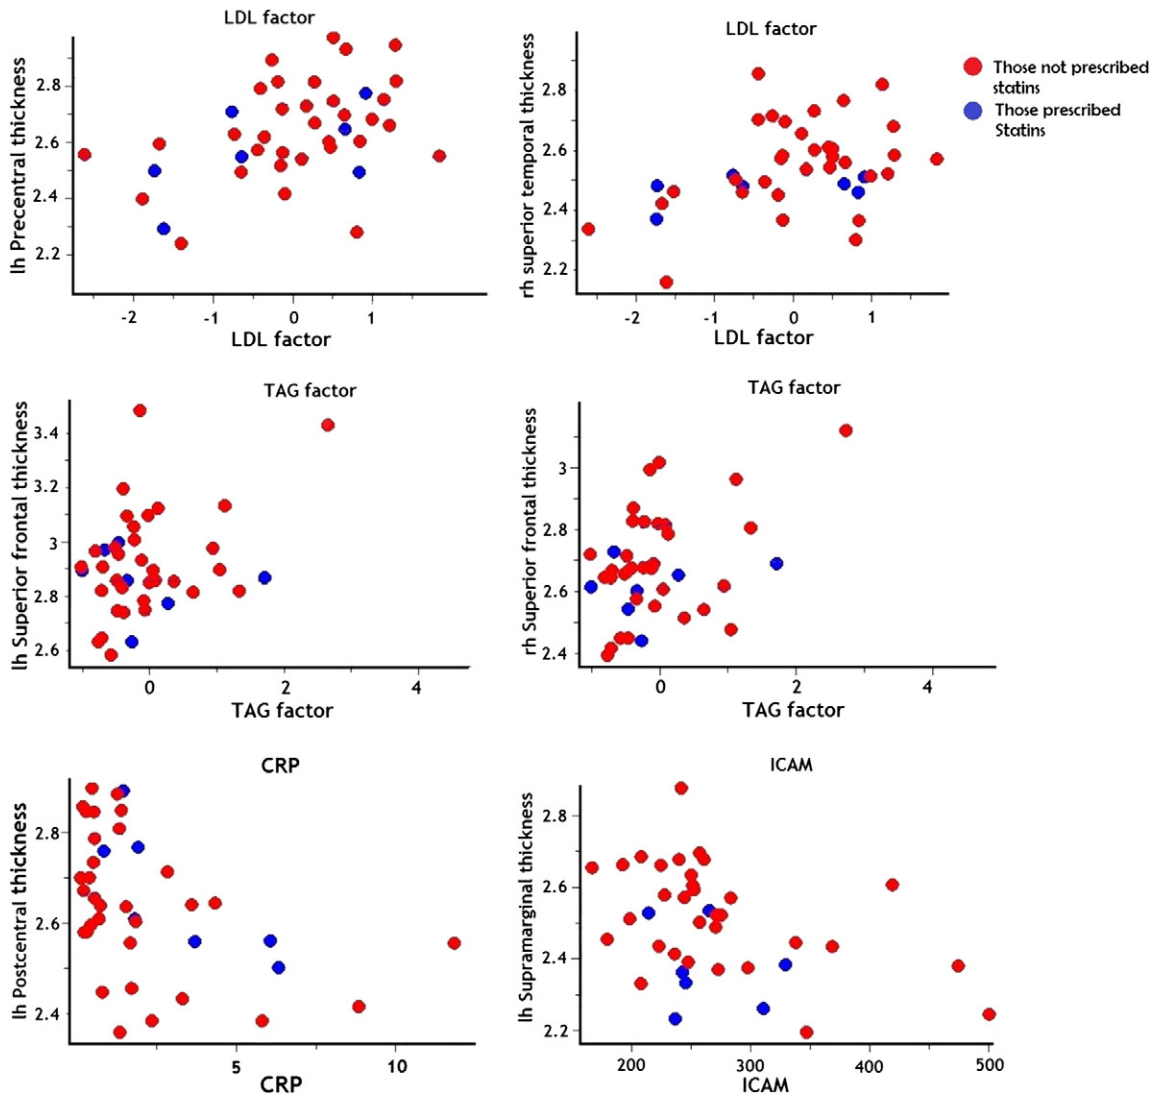 LDL factor
lh Precentral thickness
2.8
2.6
2.4
2.2
-2 -1 0 1
LDL factor
LDL factor
rh superior temporal thickness
2.8
2.6
2.4
2.2
-2 -1 0 1
LDL factor
Those not prescribed
statins
Those prescribed
Statins
TAG factor
lh Superior frontal thickness
3.4
3.2
3
2.8
2.6
0 2 4
TAG factor
TAG factor
rh Superior frontal thickness
3
2.8
2.6
2.4
0 2 4
TAG factor
CRP
lh Postcentral thickness
2.8
2.6
2.4
5 10
CRP
ICAM
lh Supramarginal thickness
2.8
2.6
2.4
2.2
200 300 400 500
ICAM